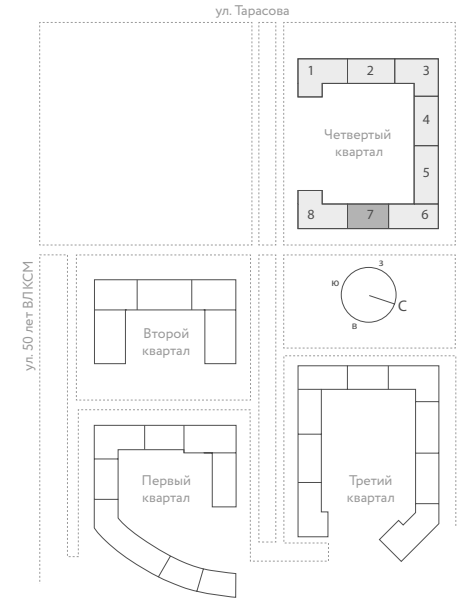 ул. Тарасова
1 2 3
4
Четвертый
квартал
5
8 7 6
ул. 50 лет ВЛКСМ
з
ю
С
в
Второй
квартал
Первый
квартал
Третий
квартал